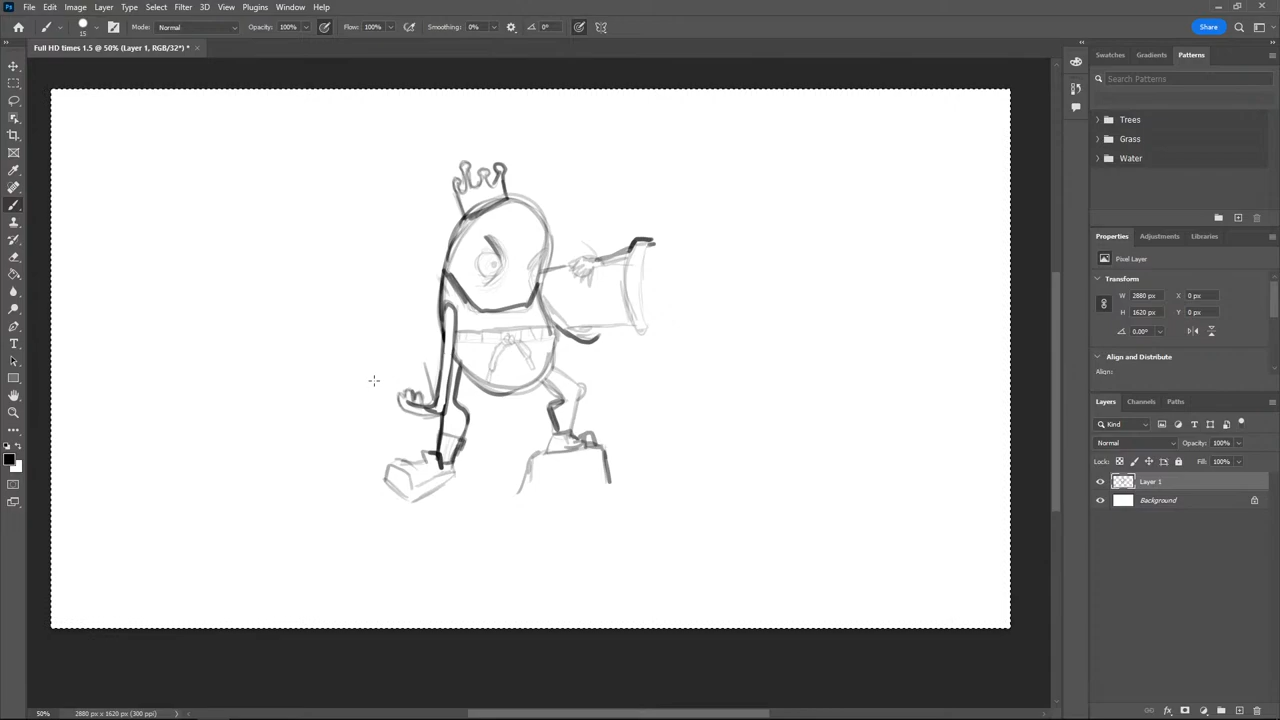 Ps File Edit Image Layer Type Select Filter 3D View Plugins Window Help
15 Mode: Normal Opacity: 100% Flow: 100% Smoothing: 0% 0° Share
Full HD times 1.5 @ 50% (Layer 1, RGB/32*) * ×
Swatches Gradients Patterns
Search Patterns
Trees
Grass
Water
Properties Adjustments Libraries
Pixel Layer
Transform
W 2880 px X 0 px
H 1620 px Y 0 px
0.00°
Align and Distribute
Align:
Layers Channels Paths
Kind
Normal Opacity: 100%
Lock: Fill: 100%
Layer 1
Background
50% 2880 px x 1620 px (300 ppi)